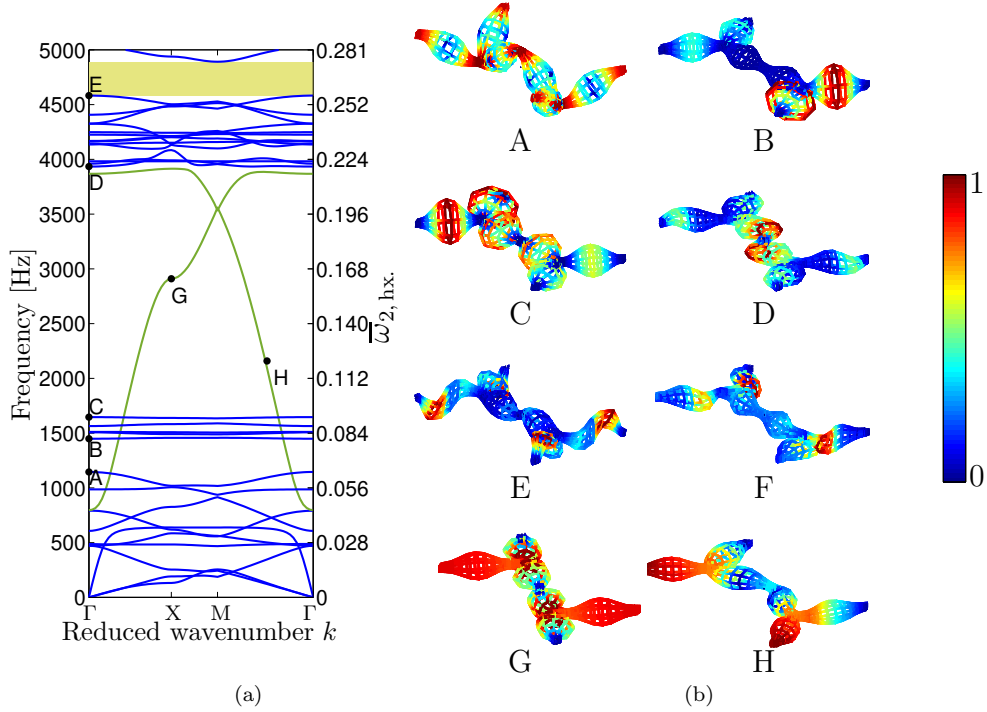 5000
4500
4000
3500
3000
2500
2000
1500
1000
500
0
Frequency [Hz]
E
D
G
H
C
B
A
0.281
0.252
0.224
0.196
0.168
0.140
0.112
0.084
0.056
0.028
0
ω̅2, hx.
Γ X M Γ
Reduced wavenumber k
(a)
A B
C D
E F
G H
1
0
(b)